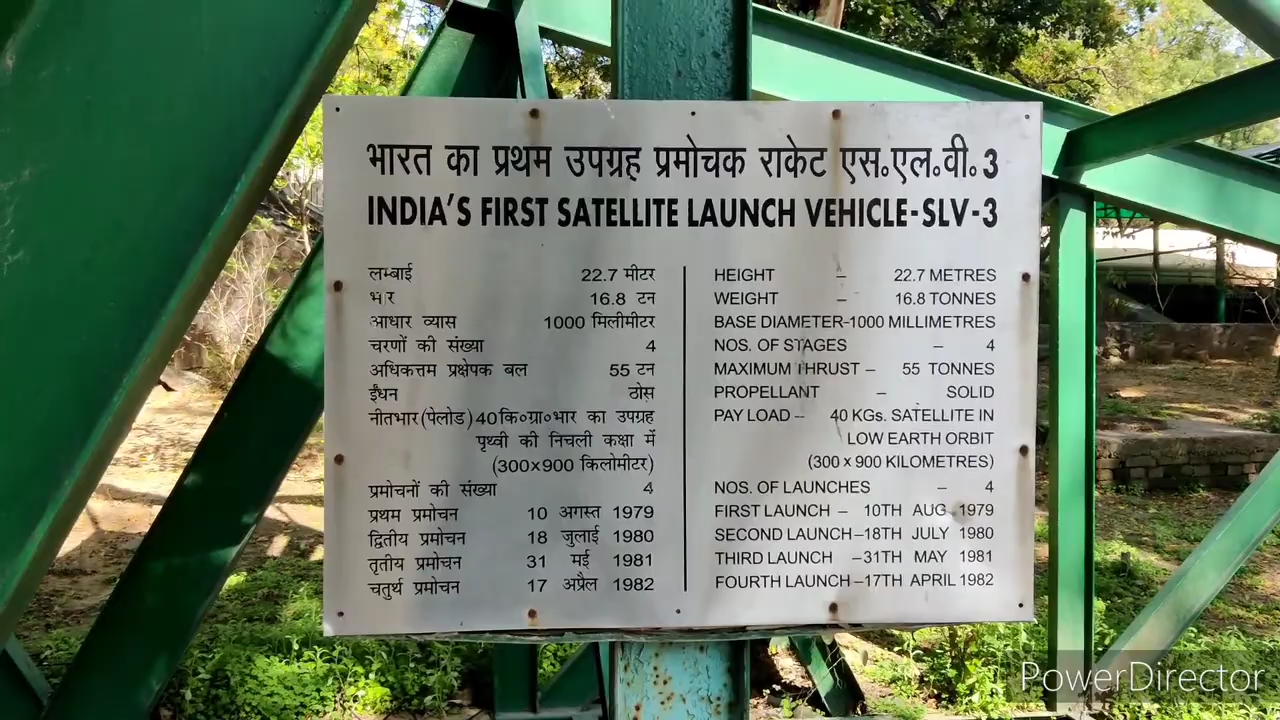 भारत का प्रथम उपग्रह प्रमोचक राकेट एस॰एल॰वी॰ 3
INDIA'S FIRST SATELLITE LAUNCH VEHICLE-SLV-3
लम्बाई 22.7 मीटर
भार 16.8 टन
आधार व्यास 1000 मिलीमीटर
चरणों की संख्या 4
अधिकत्तम प्रक्षेपक बल 55 टन
ईंधन ठोस
नीतभार (पेलोड) 40 कि॰ग्रा॰ भार का उपग्रह
पृथ्वी की निचली कक्षा में
(300×900 किलोमीटर)
प्रमोचनों की संख्या 4
प्रथम प्रमोचन 10 अगस्त 1979
द्वितीय प्रमोचन 18 जुलाई 1980
तृतीय प्रमोचन 31 मई 1981
चतुर्थ प्रमोचन 17 अप्रैल 1982
HEIGHT – 22.7 METRES
WEIGHT – 16.8 TONNES
BASE DIAMETER-1000 MILLIMETRES
NOS. OF STAGES – 4
MAXIMUM THRUST – 55 TONNES
PROPELLANT – SOLID
PAY LOAD – 40 KGs. SATELLITE IN
LOW EARTH ORBIT
(300 x 900 KILOMETRES)
NOS. OF LAUNCHES – 4
FIRST LAUNCH – 10TH AUG 1979
SECOND LAUNCH–18TH JULY 1980
THIRD LAUNCH –31TH MAY 1981
FOURTH LAUNCH–17TH APRIL 1982
PowerDirector